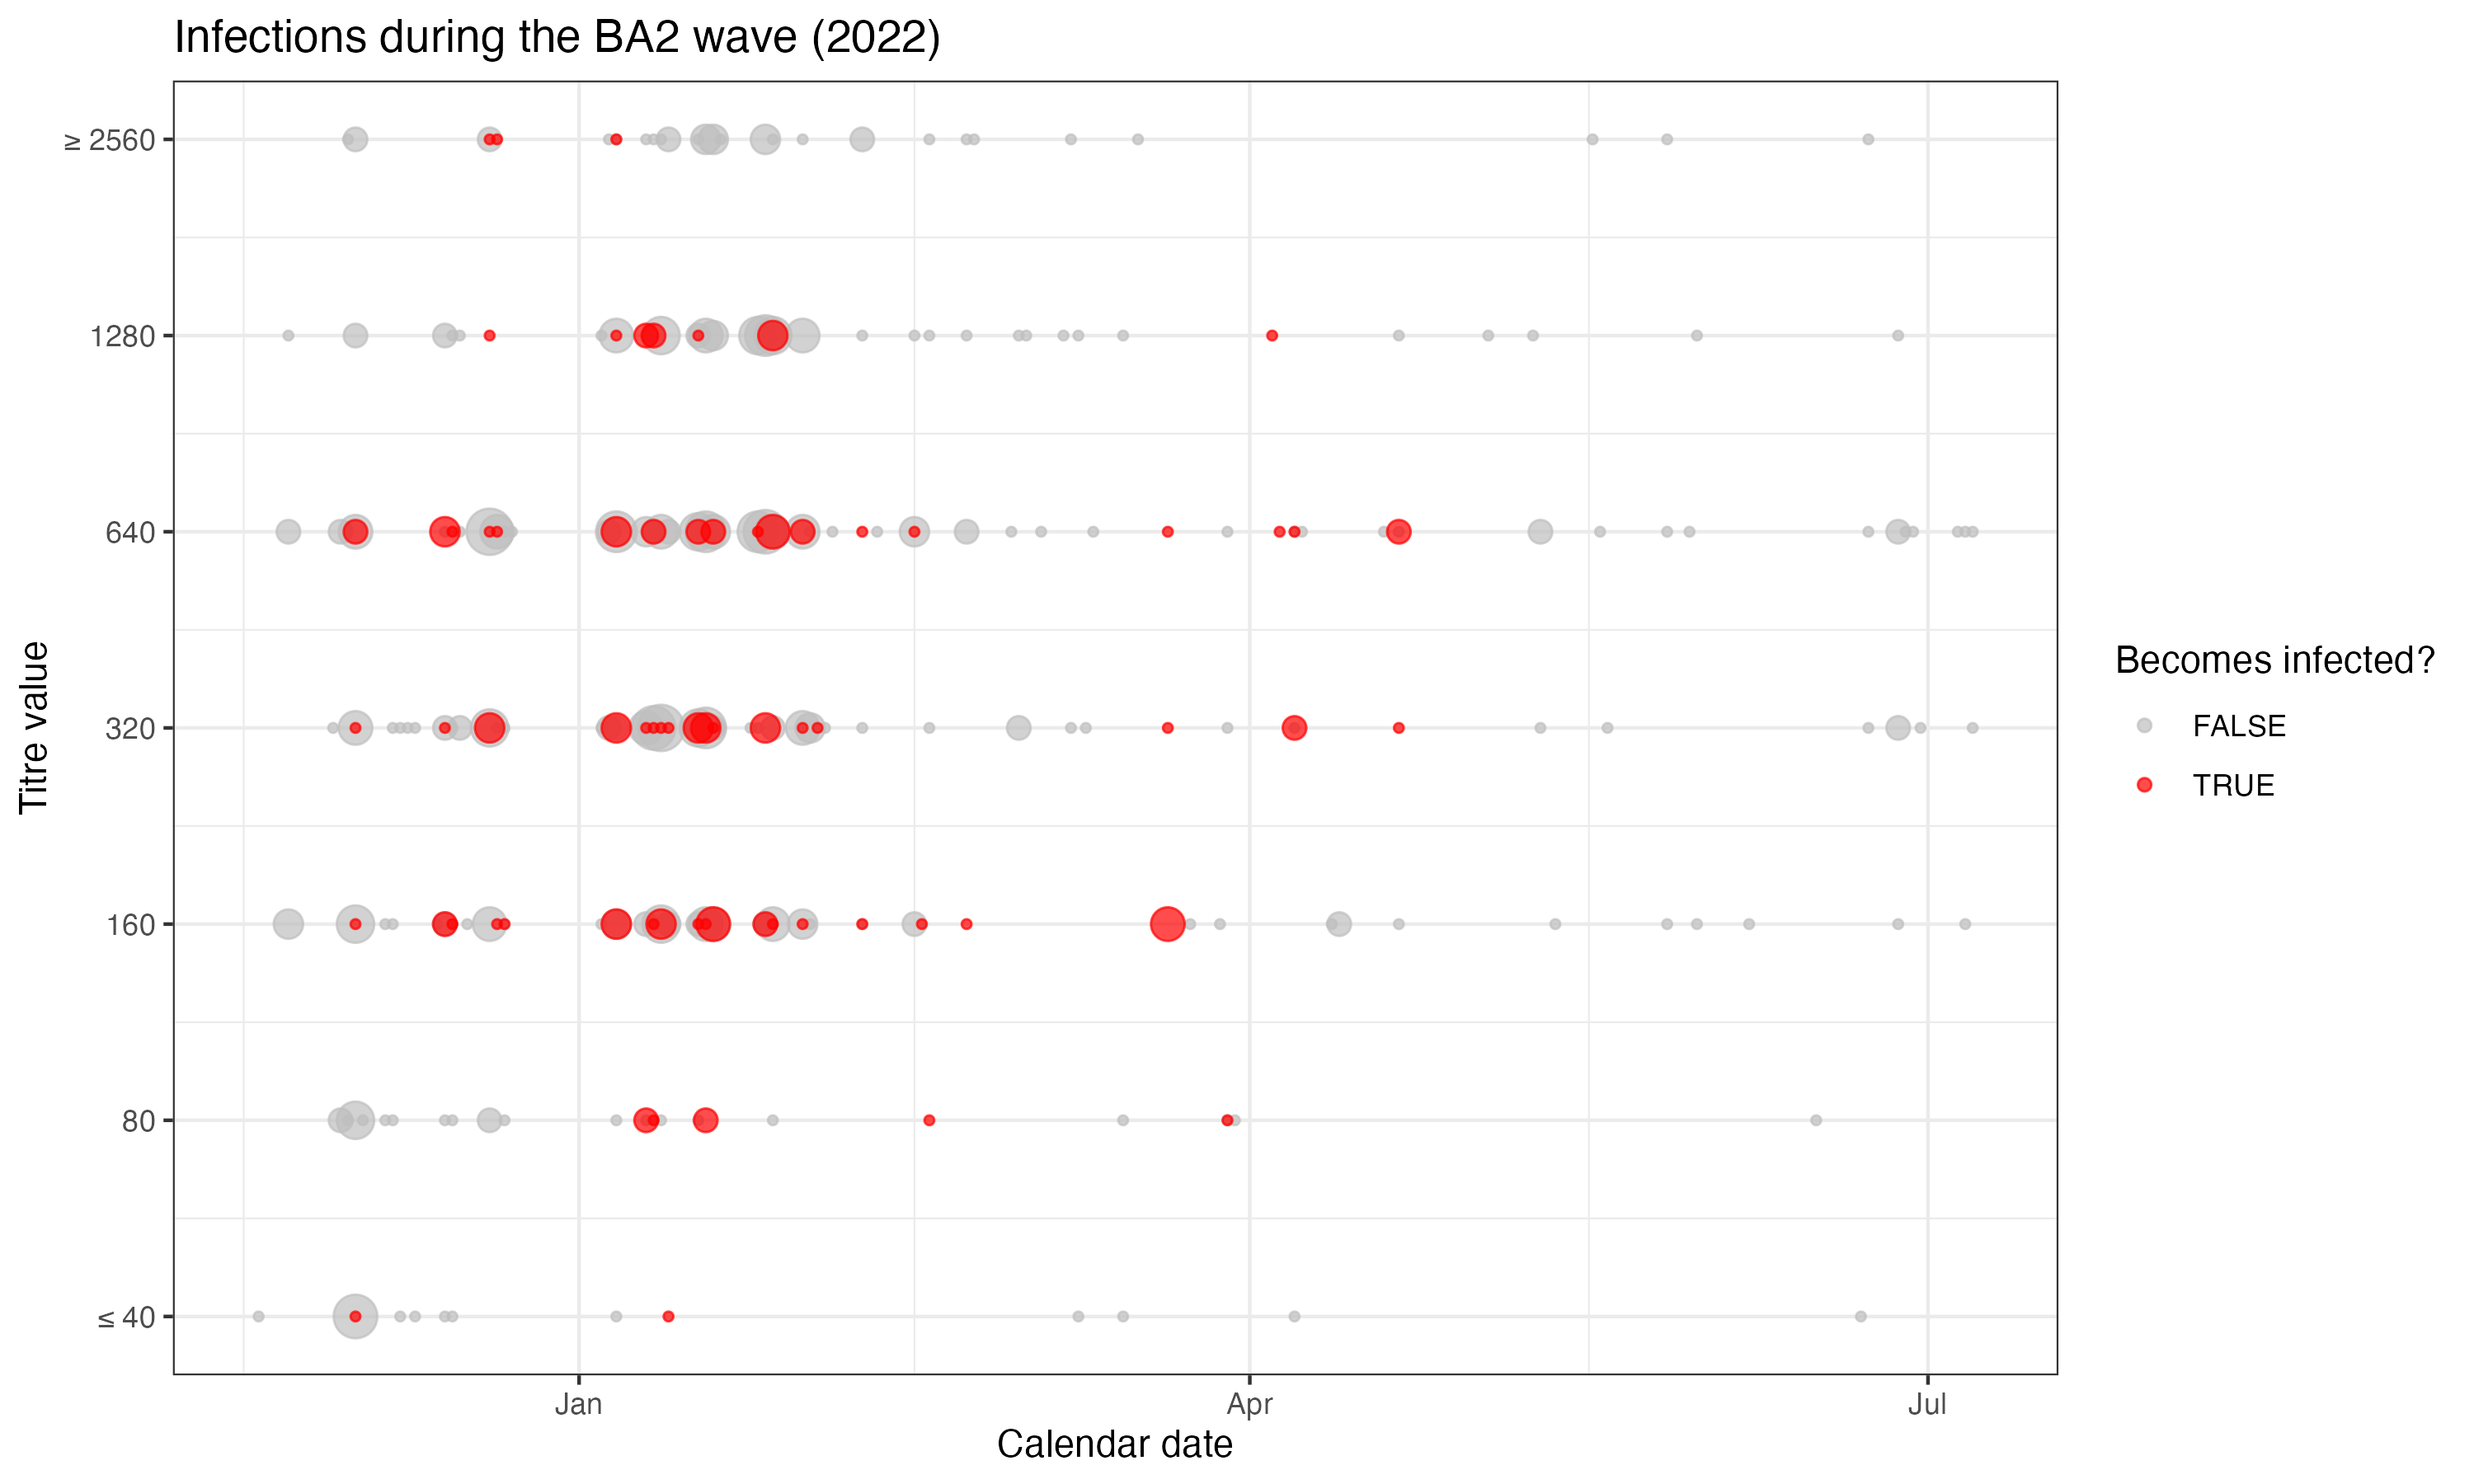 Infections during the BA2 wave (2022)
≥ 2560
1280
640
320
160
80
≤ 40
Titre value
Jan
Apr
Jul
Calendar date
Becomes infected?
FALSE
TRUE